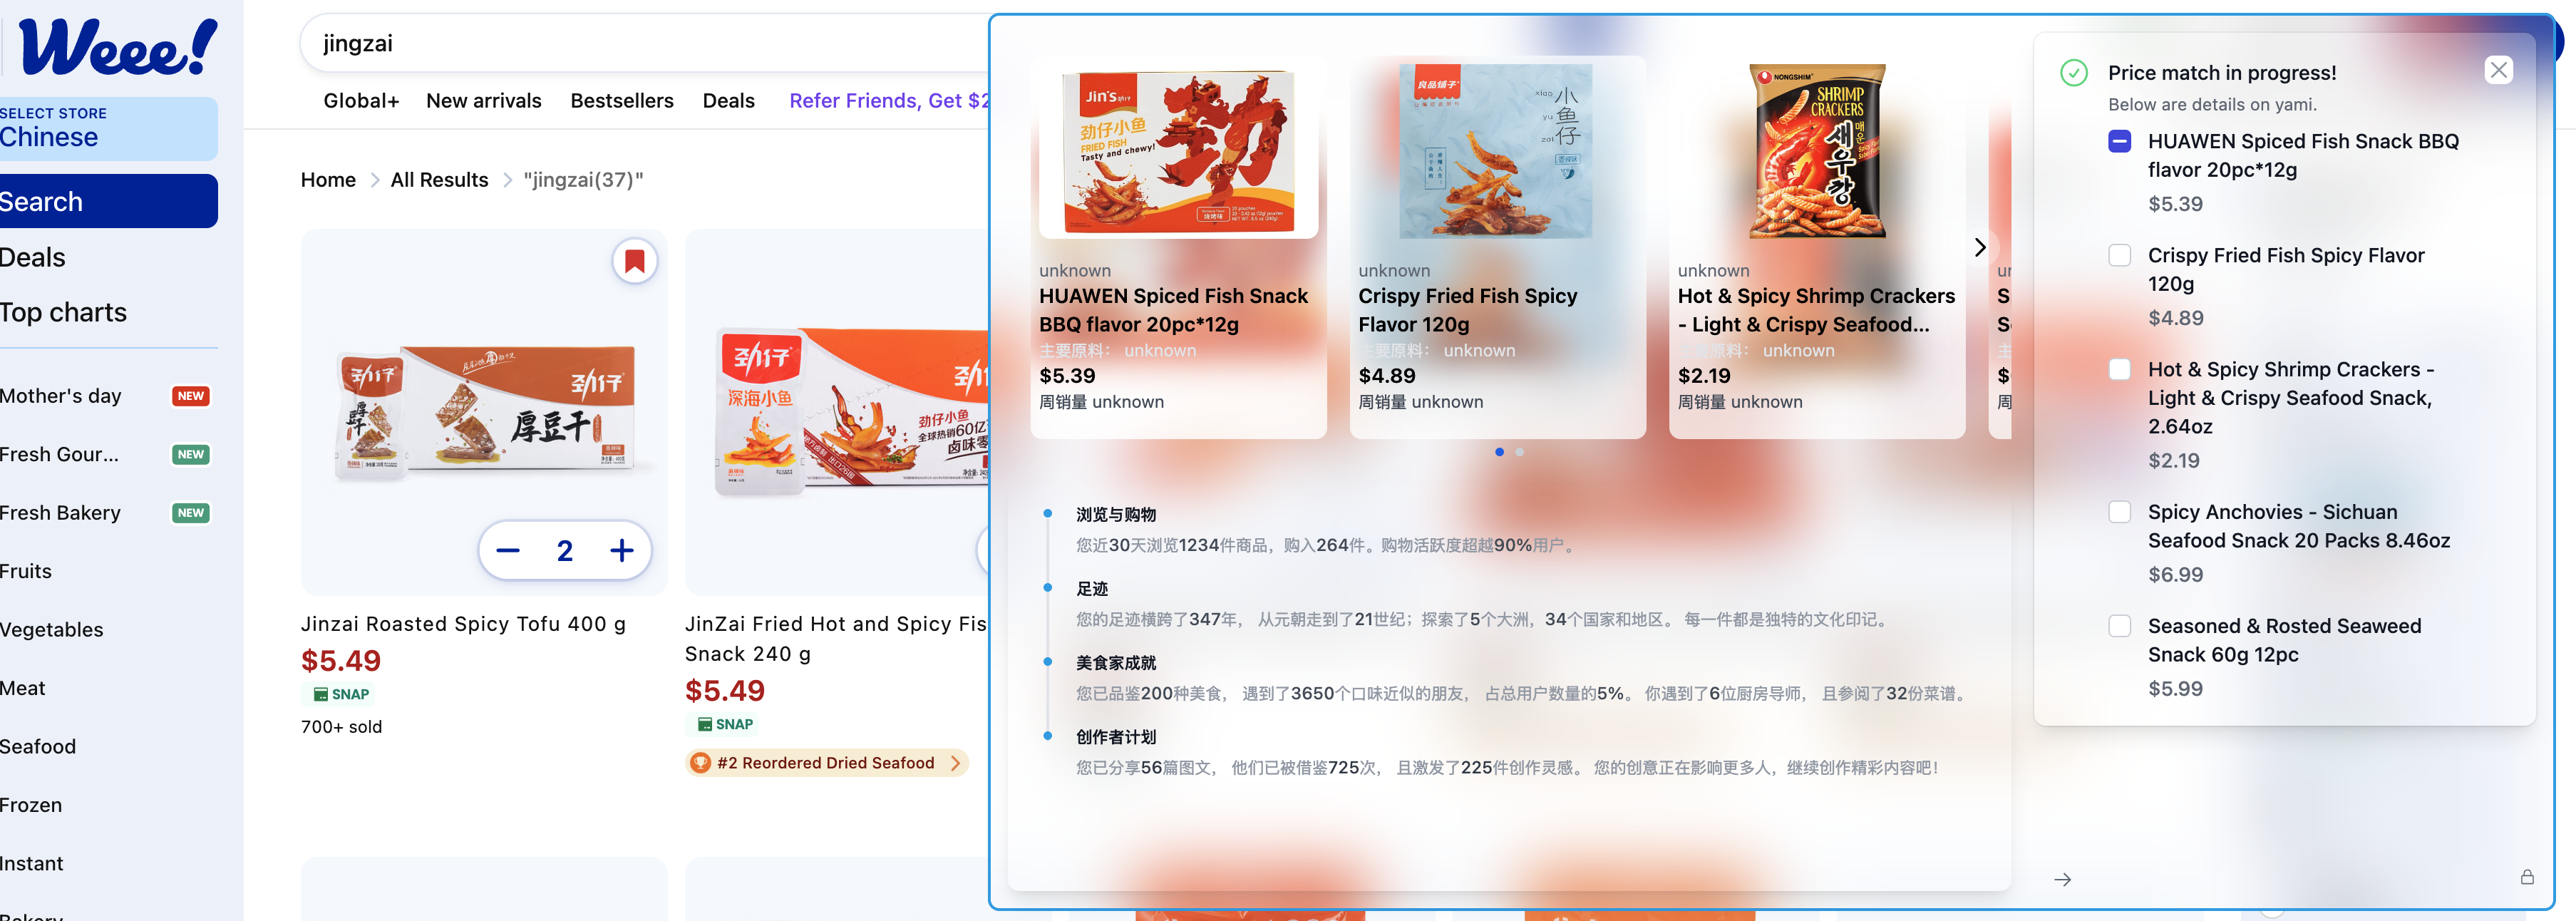 Weee!
SELECT STORE
Chinese
Search
Deals
Top charts
Mother's day NEW
Fresh Gour... NEW
Fresh Bakery NEW
Fruits
Vegetables
Meat
Seafood
Frozen
Instant
Bakery
jingzai
Global+ New arrivals Bestsellers Deals Refer Friends, Get $2
Home > All Results > "jingzai(37)"
劲仔
厚豆干
2
Jinzai Roasted Spicy Tofu 400 g
$5.49
SNAP
700+ sold
劲仔
深海小鱼
劲仔小鱼
JinZai Fried Hot and Spicy Fis
Snack 240 g
$5.49
SNAP
#2 Reordered Dried Seafood
Jin's
劲仔小鱼
FRIED FISH
Tasty and chewy!
烧烤味
unknown
HUAWEN Spiced Fish Snack
BBQ flavor 20pc*12g
主要原料： unknown
$5.39
周销量 unknown
良品铺子
xiao 小
yu 鱼
zai 仔
unknown
Crispy Fried Fish Spicy
Flavor 120g
主要原料： unknown
$4.89
周销量 unknown
NONGSHIM
SHRIMP
CRACKERS
매운
새우깡
unknown
Hot & Spicy Shrimp Crackers
- Light & Crispy Seafood...
主要原料： unknown
$2.19
周销量 unknown
ur
S
S
主
$
周
浏览与购物
您近30天浏览1234件商品，购入264件。购物活跃度超越90%用户。
足迹
您的足迹横跨了347年， 从元朝走到了21世纪；探索了5个大洲，34个国家和地区。 每一件都是独特的文化印记。
美食家成就
您已品鉴200种美食， 遇到了3650个口味近似的朋友， 占总用户数量的5%。 你遇到了6位厨房导师， 且参阅了32份菜谱。
创作者计划
您已分享56篇图文， 他们已被借鉴725次， 且激发了225件创作灵感。 您的创意正在影响更多人，继续创作精彩内容吧！
Price match in progress!
Below are details on yami.
HUAWEN Spiced Fish Snack BBQ
flavor 20pc*12g
$5.39
Crispy Fried Fish Spicy Flavor
120g
$4.89
Hot & Spicy Shrimp Crackers -
Light & Crispy Seafood Snack,
2.64oz
$2.19
Spicy Anchovies - Sichuan
Seafood Snack 20 Packs 8.46oz
$6.99
Seasoned & Rosted Seaweed
Snack 60g 12pc
$5.99